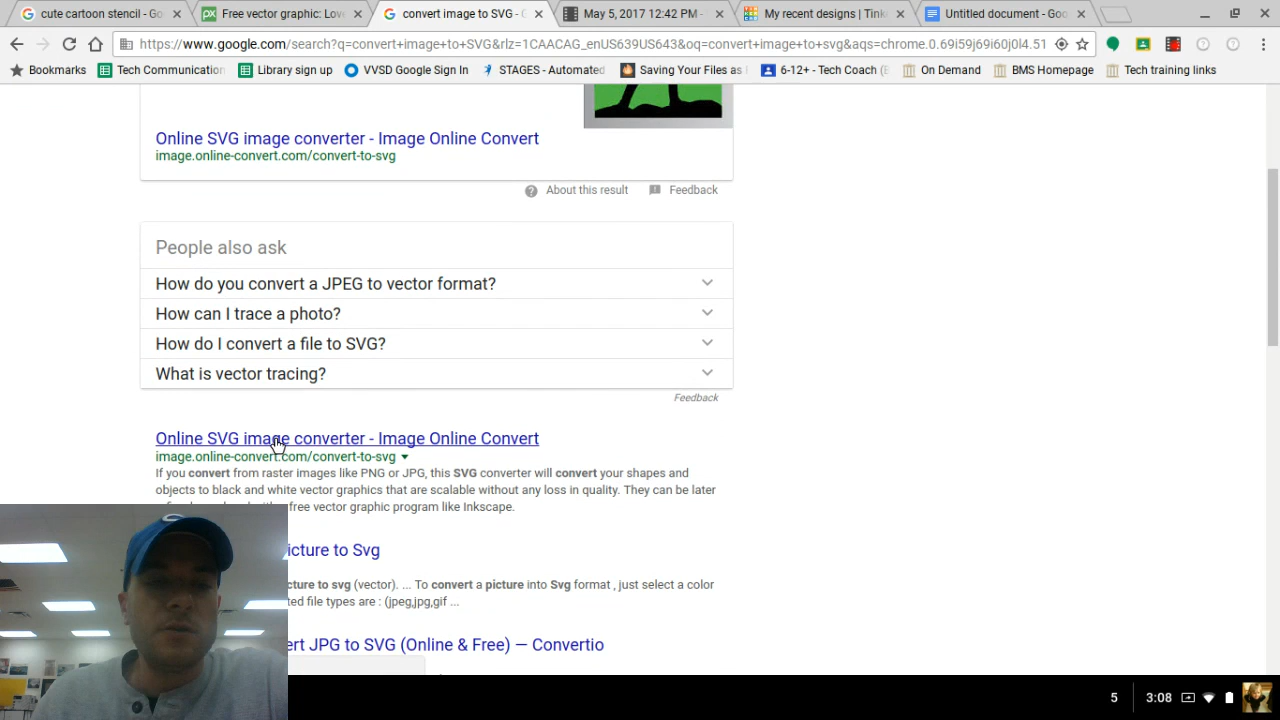 cute cartoon stencil - Go
Free vector graphic: Lov
convert image to SVG - G
May 5, 2017 12:42 PM -
My recent designs | Tink
Untitled document - Goo
https://www.google.com/search?q=convert+image+to+SVG&rlz=1CAACAG_enUS639US643&oq=convert+image+to+svg&aqs=chrome.0.69i59j69i60j0l4.51
Bookmarks
Tech Communication
Library sign up
VVSD Google Sign In
STAGES - Automated
Saving Your Files as
6-12+ - Tech Coach (E
On Demand
BMS Homepage
Tech training links
Online SVG image converter - Image Online Convert
image.online-convert.com/convert-to-svg
About this result
Feedback
People also ask
How do you convert a JPEG to vector format?
How can I trace a photo?
How do I convert a file to SVG?
What is vector tracing?
Feedback
Online SVG image converter - Image Online Convert
image.online-convert.com/convert-to-svg
If you convert from raster images like PNG or JPG, this SVG converter will convert your shapes and
objects to black and white vector graphics that are scalable without any loss in quality. They can be later
free vector graphic program like Inkscape.
icture to Svg
cture to svg (vector). ... To convert a picture into Svg format , just select a color
ted file types are : (jpeg,jpg,gif ...
ert JPG to SVG (Online & Free) — Convertio
5
3:08